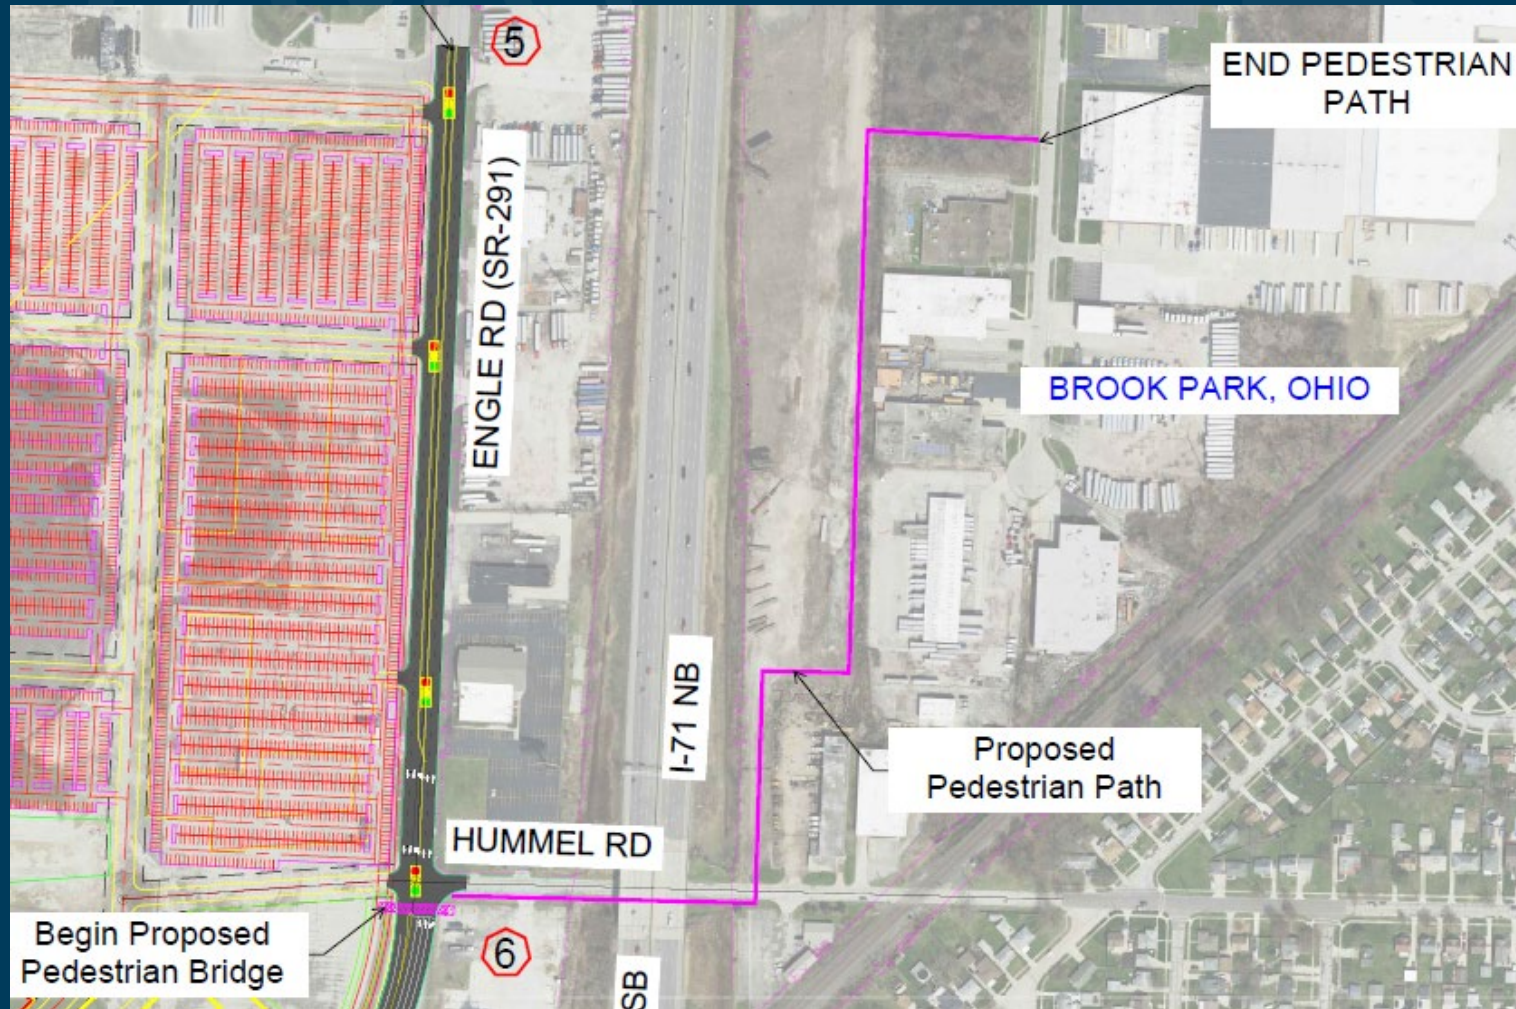 5
END PEDESTRIAN
PATH
ENGLE RD (SR-291)
BROOK PARK, OHIO
I-71 NB
Proposed
Pedestrian Path
HUMMEL RD
Begin Proposed
Pedestrian Bridge
6
SB